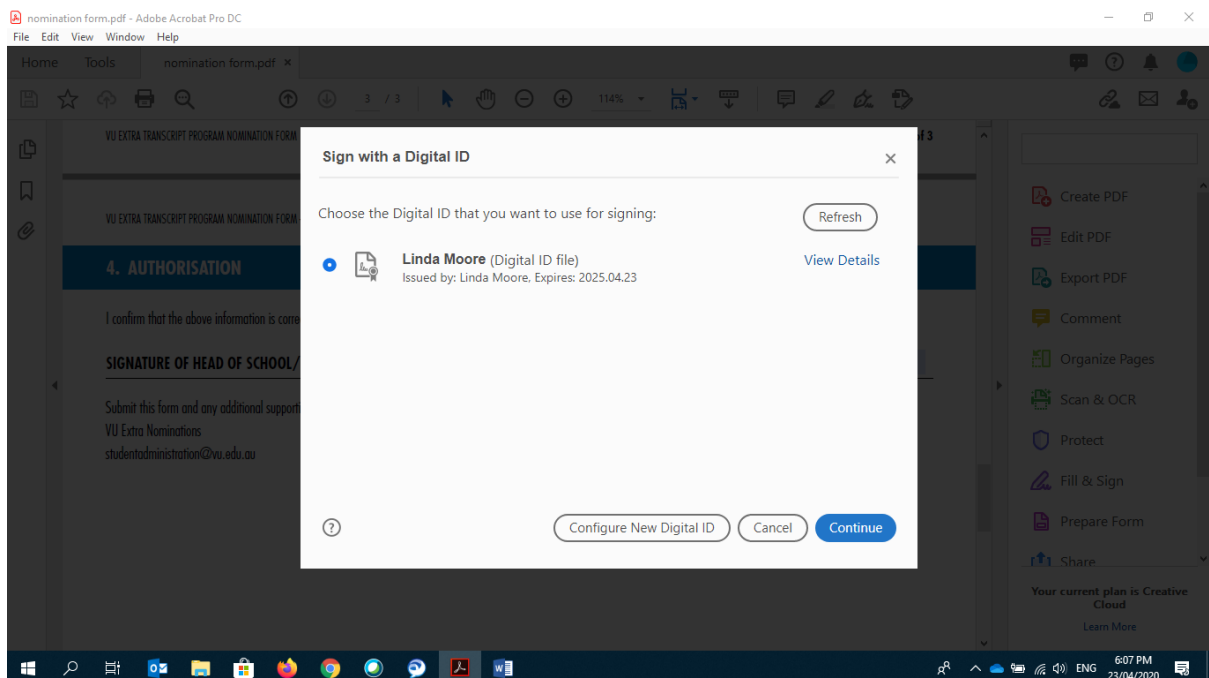 nomination form.pdf - Adobe Acrobat Pro DC
File Edit View Window Help
Home Tools nomination form.pdf ×
3 / 3 114%
VU EXTRA TRANSCRIPT PROGRAM NOMINATION FORM of 3
Sign with a Digital ID
Choose the Digital ID that you want to use for signing:
Refresh
VU EXTRA TRANSCRIPT PROGRAM NOMINATION FORM
Linda Moore (Digital ID file)
View Details
Issued by: Linda Moore, Expires: 2025.04.23
4. AUTHORISATION
I confirm that the above information is corre
SIGNATURE OF HEAD OF SCHOOL/
Submit this form and any additional supporti
VU Extra Nominations
studentadministration@vu.edu.au
Configure New Digital ID
Cancel
Continue
Create PDF
Edit PDF
Export PDF
Comment
Organize Pages
Scan & OCR
Protect
Fill & Sign
Prepare Form
Share
Your current plan is Creative
Cloud
Learn More
ENG
6:07 PM
23/04/2020